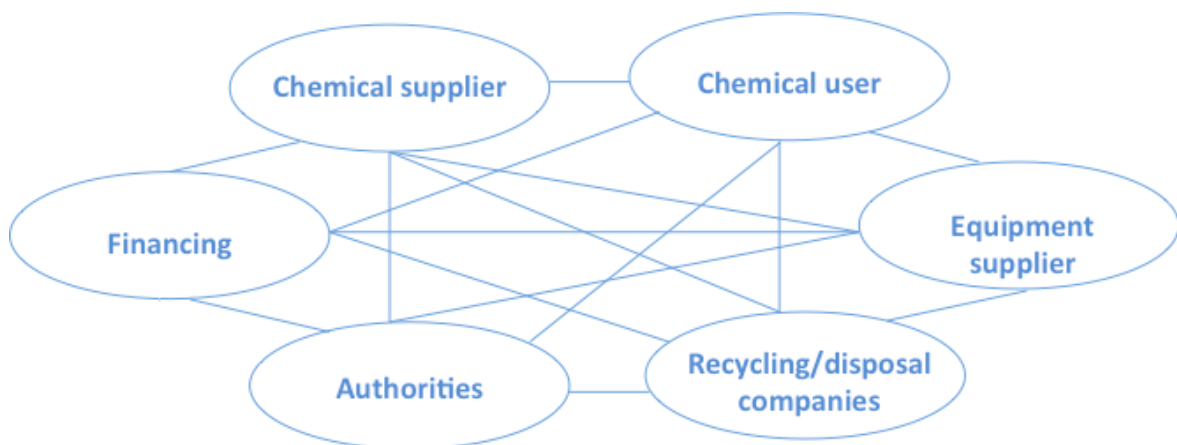 Chemical supplier
Chemical user
Financing
Equipment
supplier
Authorities
Recycling/disposal
companies